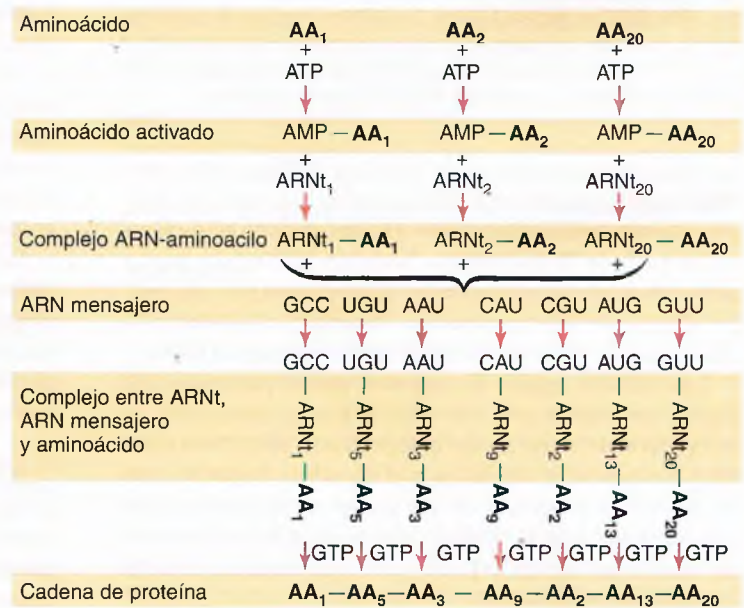 Aminoácido AA₁ AA₂ AA₂₀
+ + +
ATP ATP ATP
Aminoácido activado AMP – AA₁ AMP – AA₂ AMP – AA₂₀
+ + +
ARNt₁ ARNt₂ ARNt₂₀
Complejo ARN-aminoacilo ARNt₁ – AA₁ ARNt₂ – AA₂ ARNt₂₀ – AA₂₀
+ + +
ARN mensajero GCC UGU AAU CAU CGU AUG GUU
GCC UGU AAU CAU CGU AUG GUU
Complejo entre ARNt,
ARN mensajero
y aminoácido
ARNt₁ – AA₁
ARNt₅ – AA₅
ARNt₃ – AA₃
ARNt₉ – AA₉
ARNt₂ – AA₂
ARNt₁₃ – AA₁₃
ARNt₂₀ – AA₂₀
GTP GTP GTP GTP GTP GTP GTP
Cadena de proteína AA₁ – AA₅ – AA₃ – AA₉ – AA₂ – AA₁₃ – AA₂₀